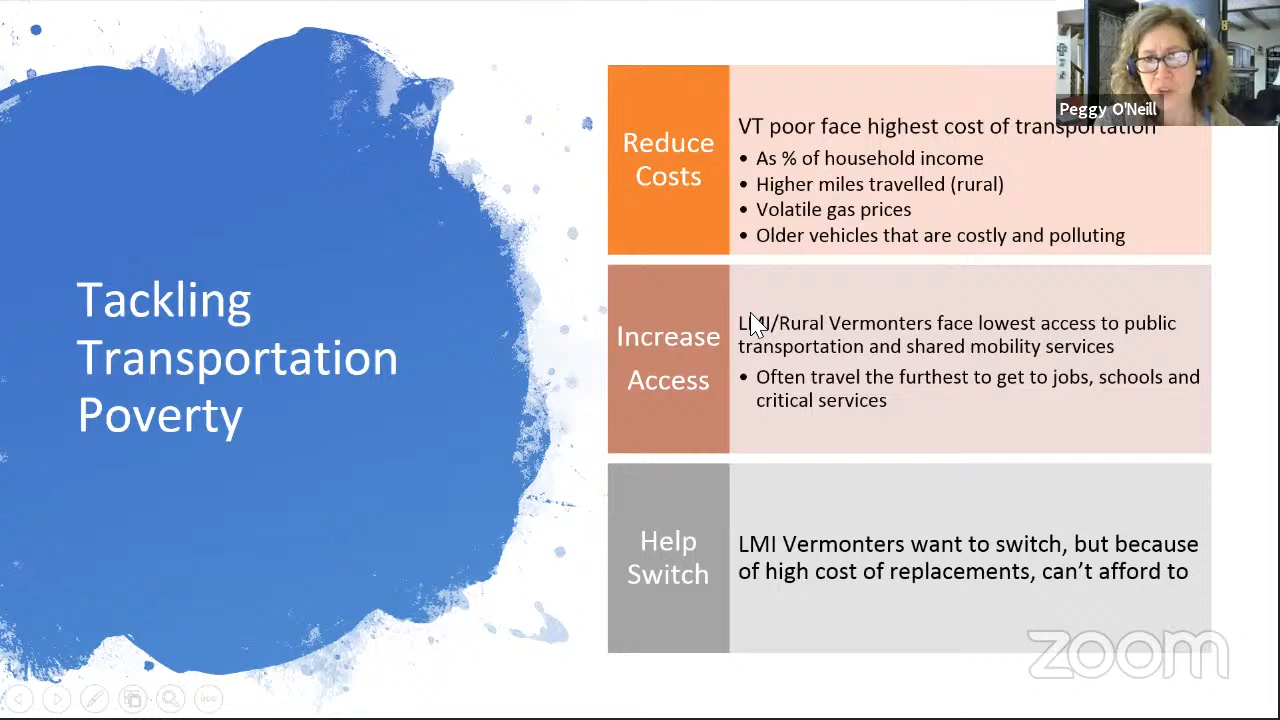 Peggy O'Neill
Tackling
Transportation
Poverty
Reduce
Costs
VT poor face highest cost of transportation
• As % of household income
• Higher miles travelled (rural)
• Volatile gas prices
• Older vehicles that are costly and polluting
Increase
Access
LMI/Rural Vermonters face lowest access to public
transportation and shared mobility services
• Often travel the furthest to get to jobs, schools and
critical services
Help
Switch
LMI Vermonters want to switch, but because
of high cost of replacements, can't afford to
zoom